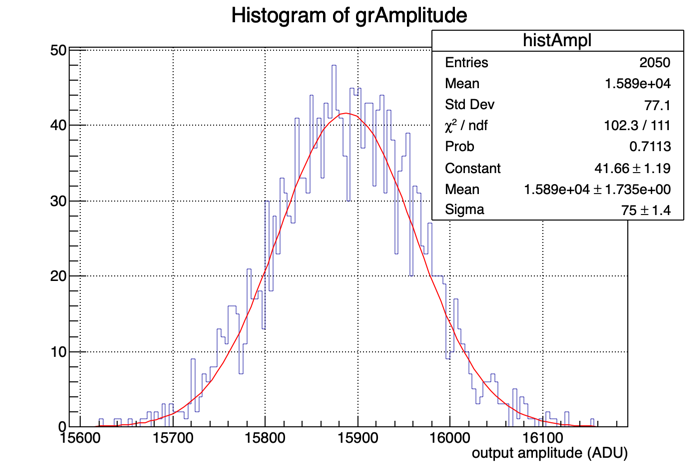 Histogram of grAmplitude
histAmpl
Entries 2050
Mean 1.589e+04
Std Dev 77.1
χ² / ndf 102.3 / 111
Prob 0.7113
Constant 41.66 ± 1.19
Mean 1.589e+04 ± 1.735e+00
Sigma 75 ± 1.4
50
40
30
20
10
0
15600 15700 15800 15900 16000 16100
output amplitude (ADU)